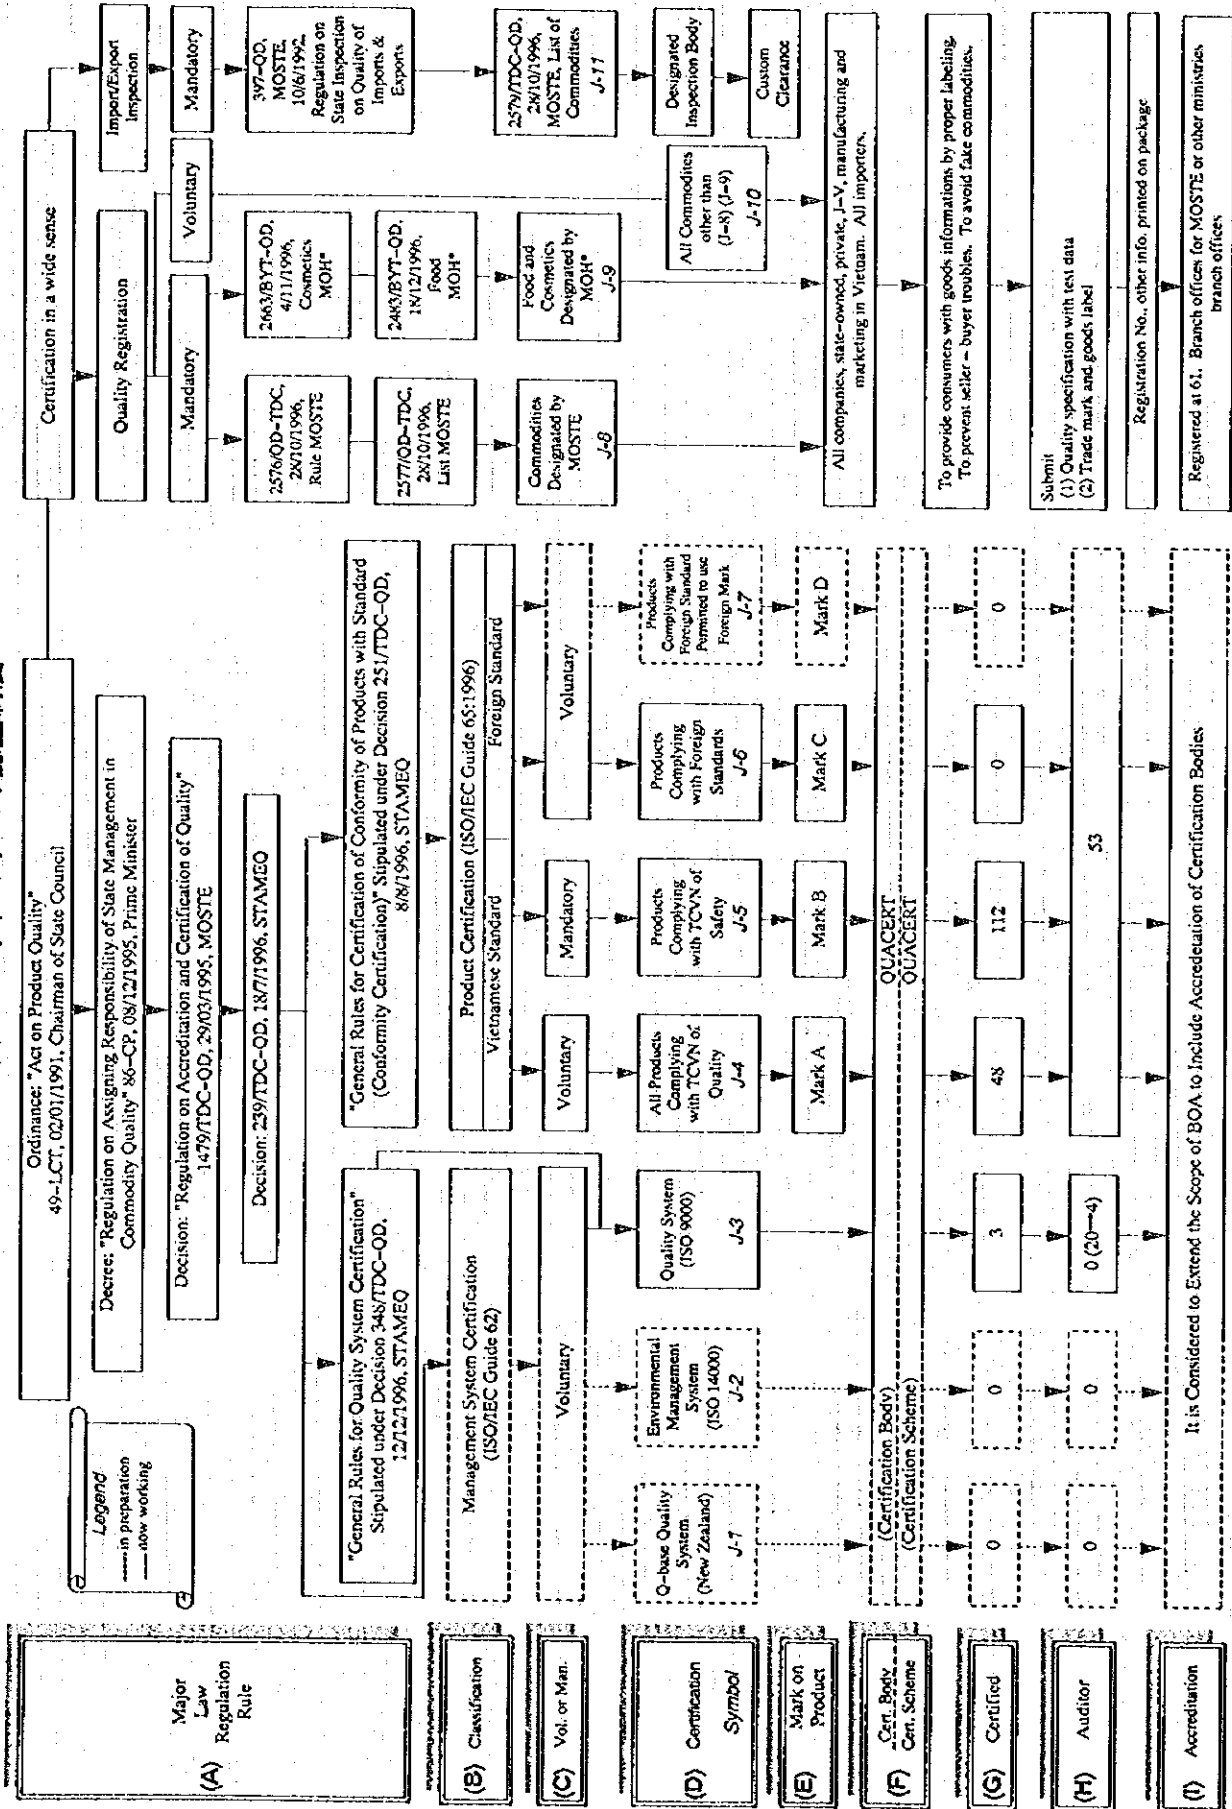 Ordinance: "Act on Product Quality"
49-LCT, 02/01/1991, Chairman of State Council
Legend
in preparation
now working
Decree: "Regulation on Assigning Responsibility of State Management in
Commodity Quality" 86-CP, 08/12/1995, Prime Minister
Decision: "Regulation on Accreditation and Certification of Quality"
1479/TDC-QD, 29/03/1995, MOSTE
Decision: 239/TDC-QD, 18/7/1996, STAMEQ
(A)
Major
Law
Regulation
Rule
"General Rules for Quality System Certification"
Stipulated under Decision 348/TDC-QD,
12/12/1996, STAMEQ
"General Rules for Certification of Conformity of Products with Standard
(Conformity Certification)" Stipulated under Decision 251/TDC-QD,
8/8/1996, STAMEQ
(B) Classification
Management System Certification
(ISO/IEC Guide 62)
Product Certification (ISO/IEC Guide 65:1996)
Vietnamese Standard
Foreign Standard
(C) Vol. or Man.
Voluntary
Voluntary
Mandatory
Voluntary
(D) Certification
Symbol
Q-base Quality
System
(New Zealand)
J-1
Environmental
Management
System
(ISO 14000)
J-2
Quality System
(ISO 9000)
J-3
All Products
Complying
with TCVN of
Quality
J-4
Products
Complying
with TCVN of
Safety
J-5
Products
Complying
with Foreign
Standards
J-6
Products
Complying with
Foreign Standard
Permitted to use
Foreign Mark
J-7
(E) Mark on
Product
Mark A
Mark B
Mark C
Mark D
(F) Cert. Body
Cert. Scheme
(Certification Body)
(Certification Scheme)
QUACERT
QUACERT
(G) Certified
0
0
3
48
112
0
0
(H) Auditor
0
0
0 (20→4)
53
(I) Accreditation
It is Considered to Extend the Scope of BOA to Include Accredetation of Certification Bodies
Certification in a wide sense
Quality Registration
Import/Export
Inspection
Mandatory
Voluntary
Mandatory
2576/QD-TDC,
28/10/1996,
Rule MOSTE
2663/BYT-QD,
4/11/1996,
Cosmetics
MOH*
397-QD,
MOSTE,
10/6/1992,
Regulation on
State Inspection
on Quality of
Imports &
Exports
2577/QD-TDC,
28/10/1996,
List MOSTE
2483/BYT-QD,
18/12/1996,
Food
MOH*
2579/TDC-QD,
28/10/1996,
MOSTE, List of
Commodities
J-11
Commodities
Designated by
MOSTE
J-8
Food and
Cosmetics
Designated by
MOH*
J-9
All Commodites
other than
(J-8) (J-9)
J-10
Designated
Inspection Body
Custom
Clearance
All companies, state-owned, private, J-V, manufacturing and
marketing in Vietnam. All importers.
To provide consumers with goods informations by proper labeling.
To prevent seller – buyer troubles. To avoid fake commodities.
Submit
(1) Quality specification with test data
(2) Trade mark and goods label
Registration No., other info. printed on package
Registered at 61. Branch offices for MOSTE or other ministries
branch offices